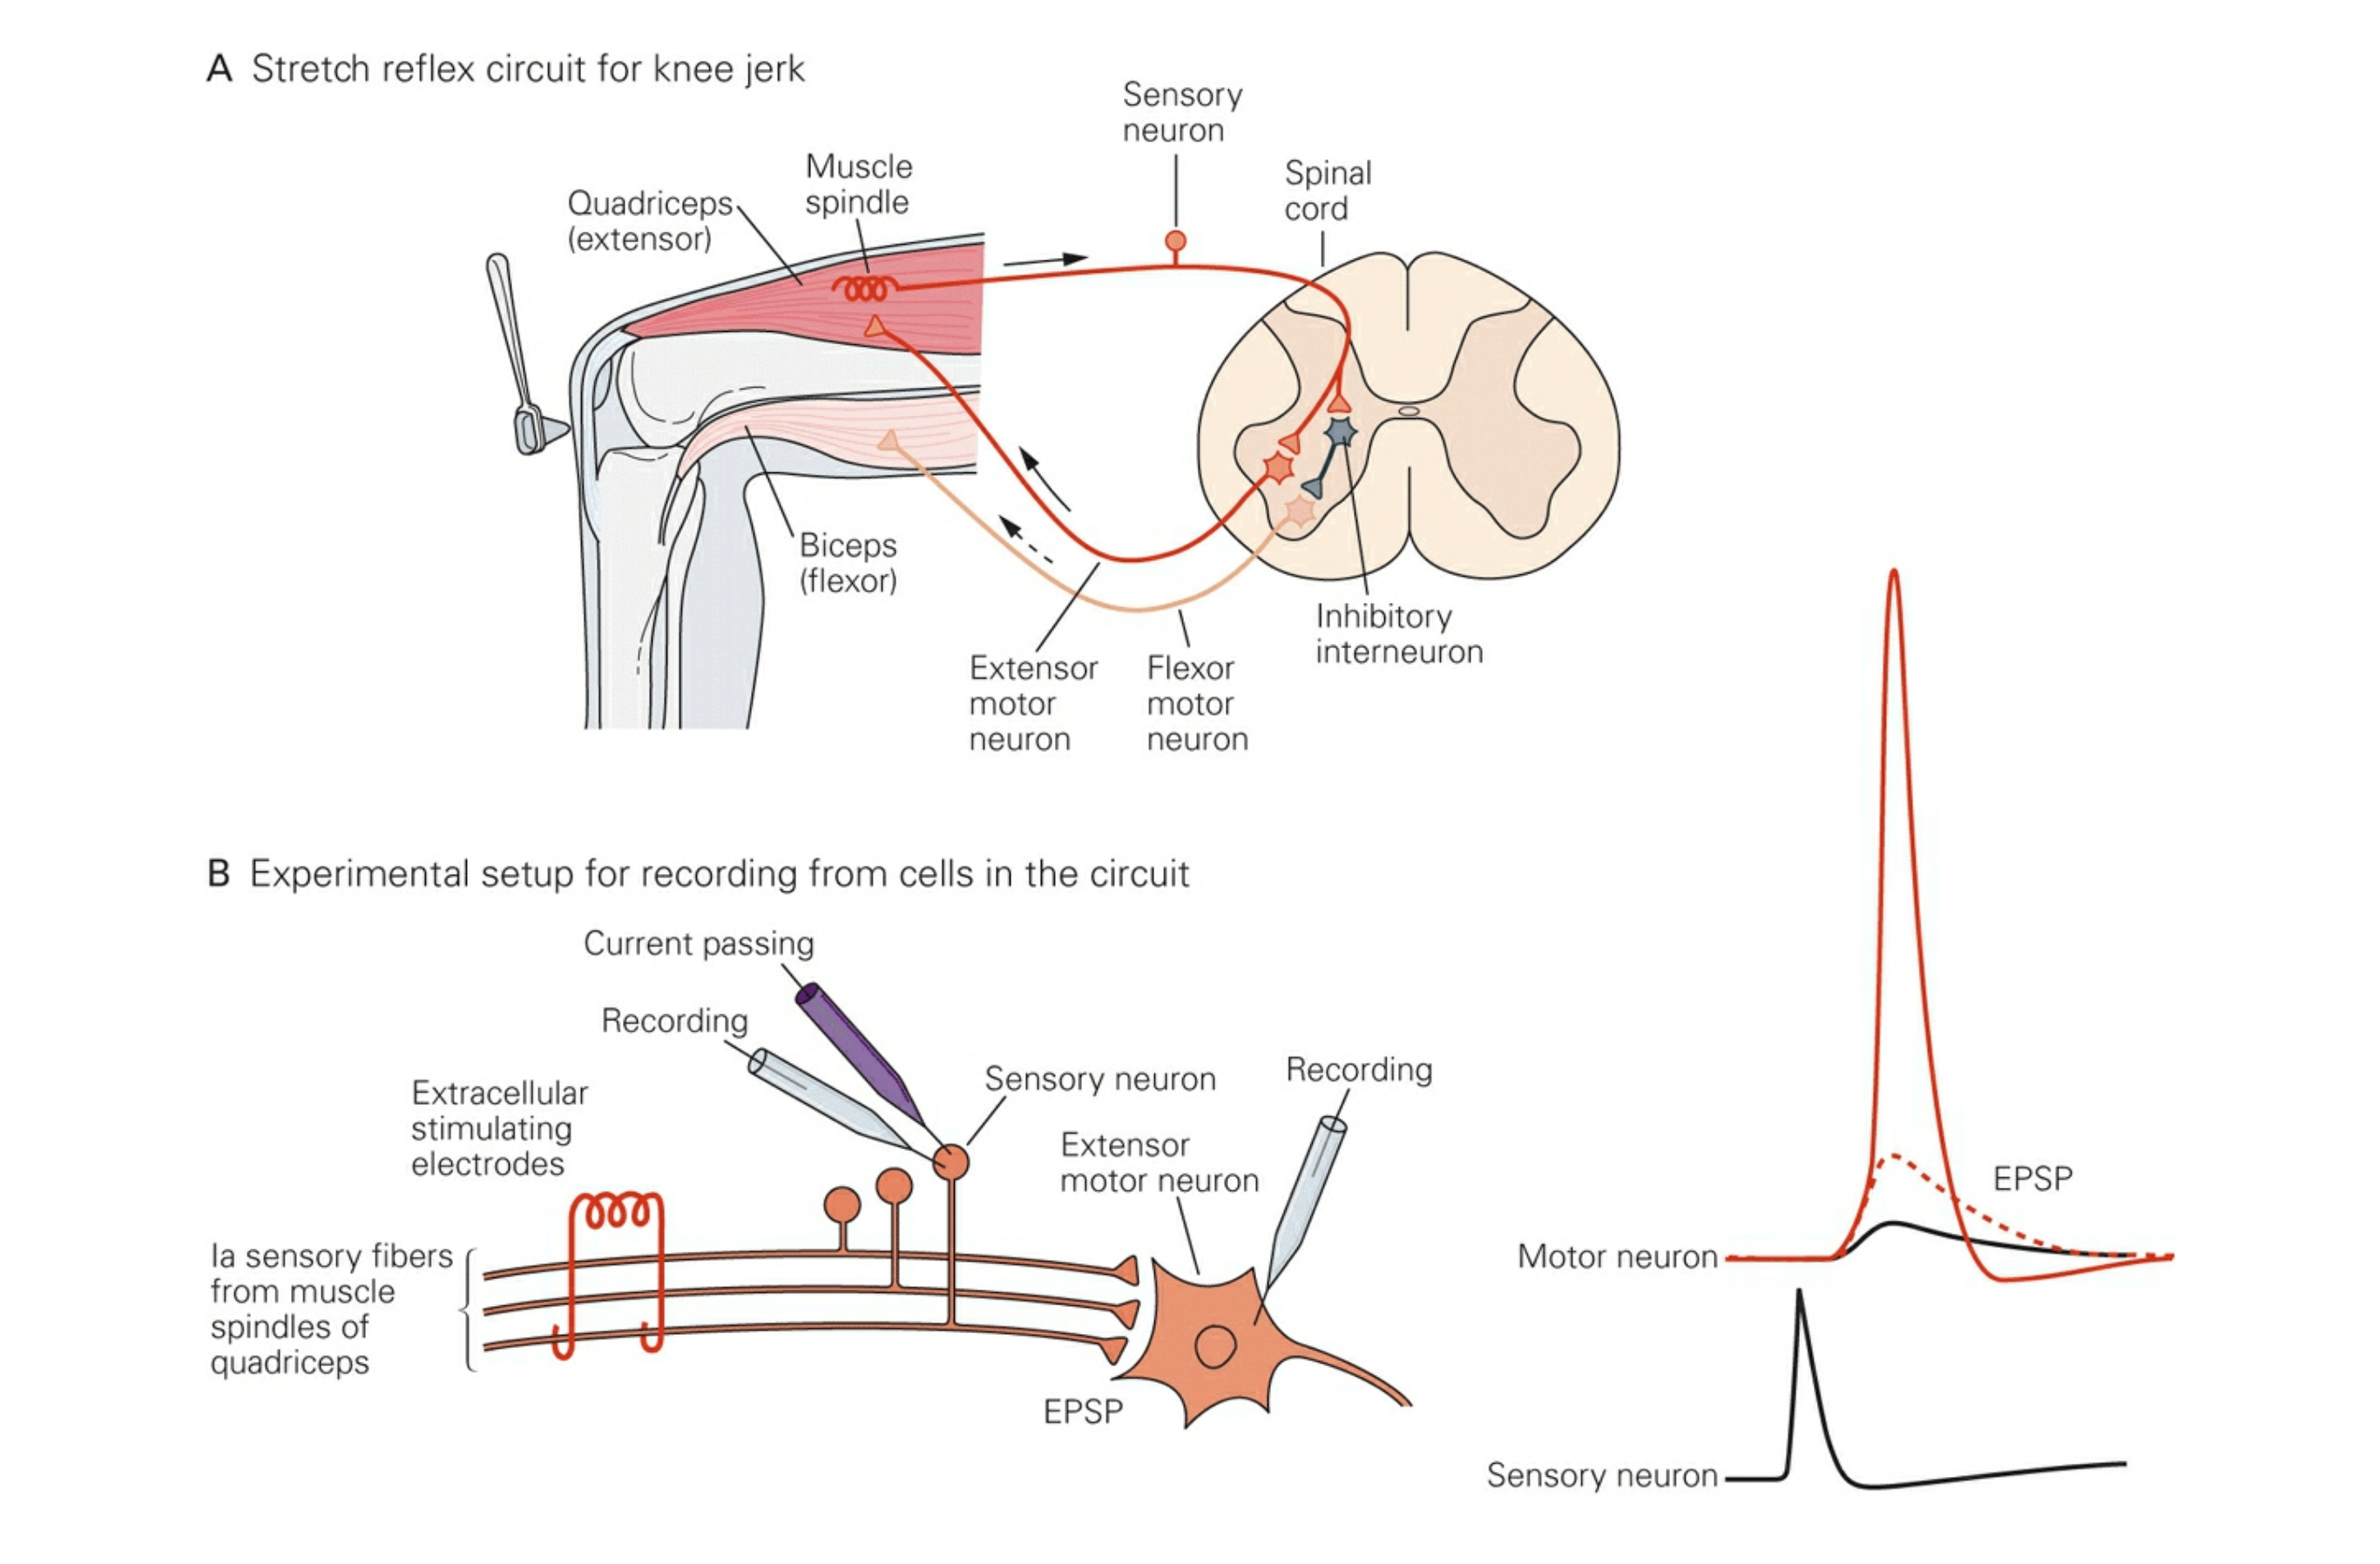 A Stretch reflex circuit for knee jerk
Sensory
neuron
Muscle
spindle
Spinal
cord
Quadriceps
(extensor)
Biceps
(flexor)
Inhibitory
interneuron
Extensor
motor
neuron
Flexor
motor
neuron
B Experimental setup for recording from cells in the circuit
Current passing
Recording
Sensory neuron
Recording
Extracellular
stimulating
electrodes
Extensor
motor neuron
Ia sensory fibers
from muscle
spindles of
quadriceps
EPSP
EPSP
Motor neuron
Sensory neuron